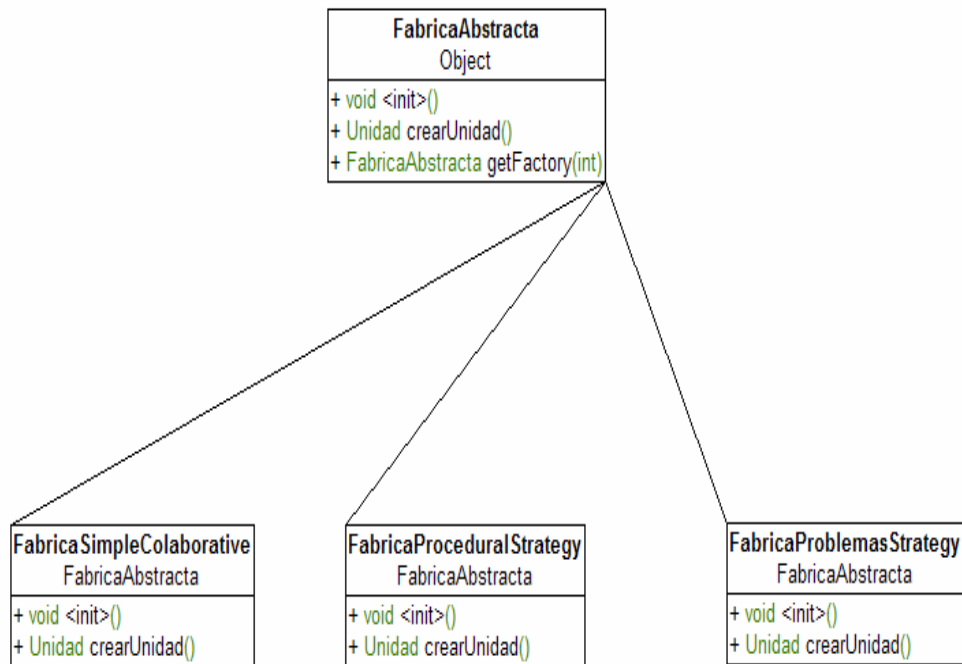 FabricaAbstracta
Object
+ void <init>()
+ Unidad crearUnidad()
+ FabricaAbstracta getFactory(int)
FabricaSimpleColaborative
FabricaAbstracta
+ void <init>()
+ Unidad crearUnidad()
FabricaProceduralStrategy
FabricaAbstracta
+ void <init>()
+ Unidad crearUnidad()
FabricaProblemasStrategy
FabricaAbstracta
+ void <init>()
+ Unidad crearUnidad()